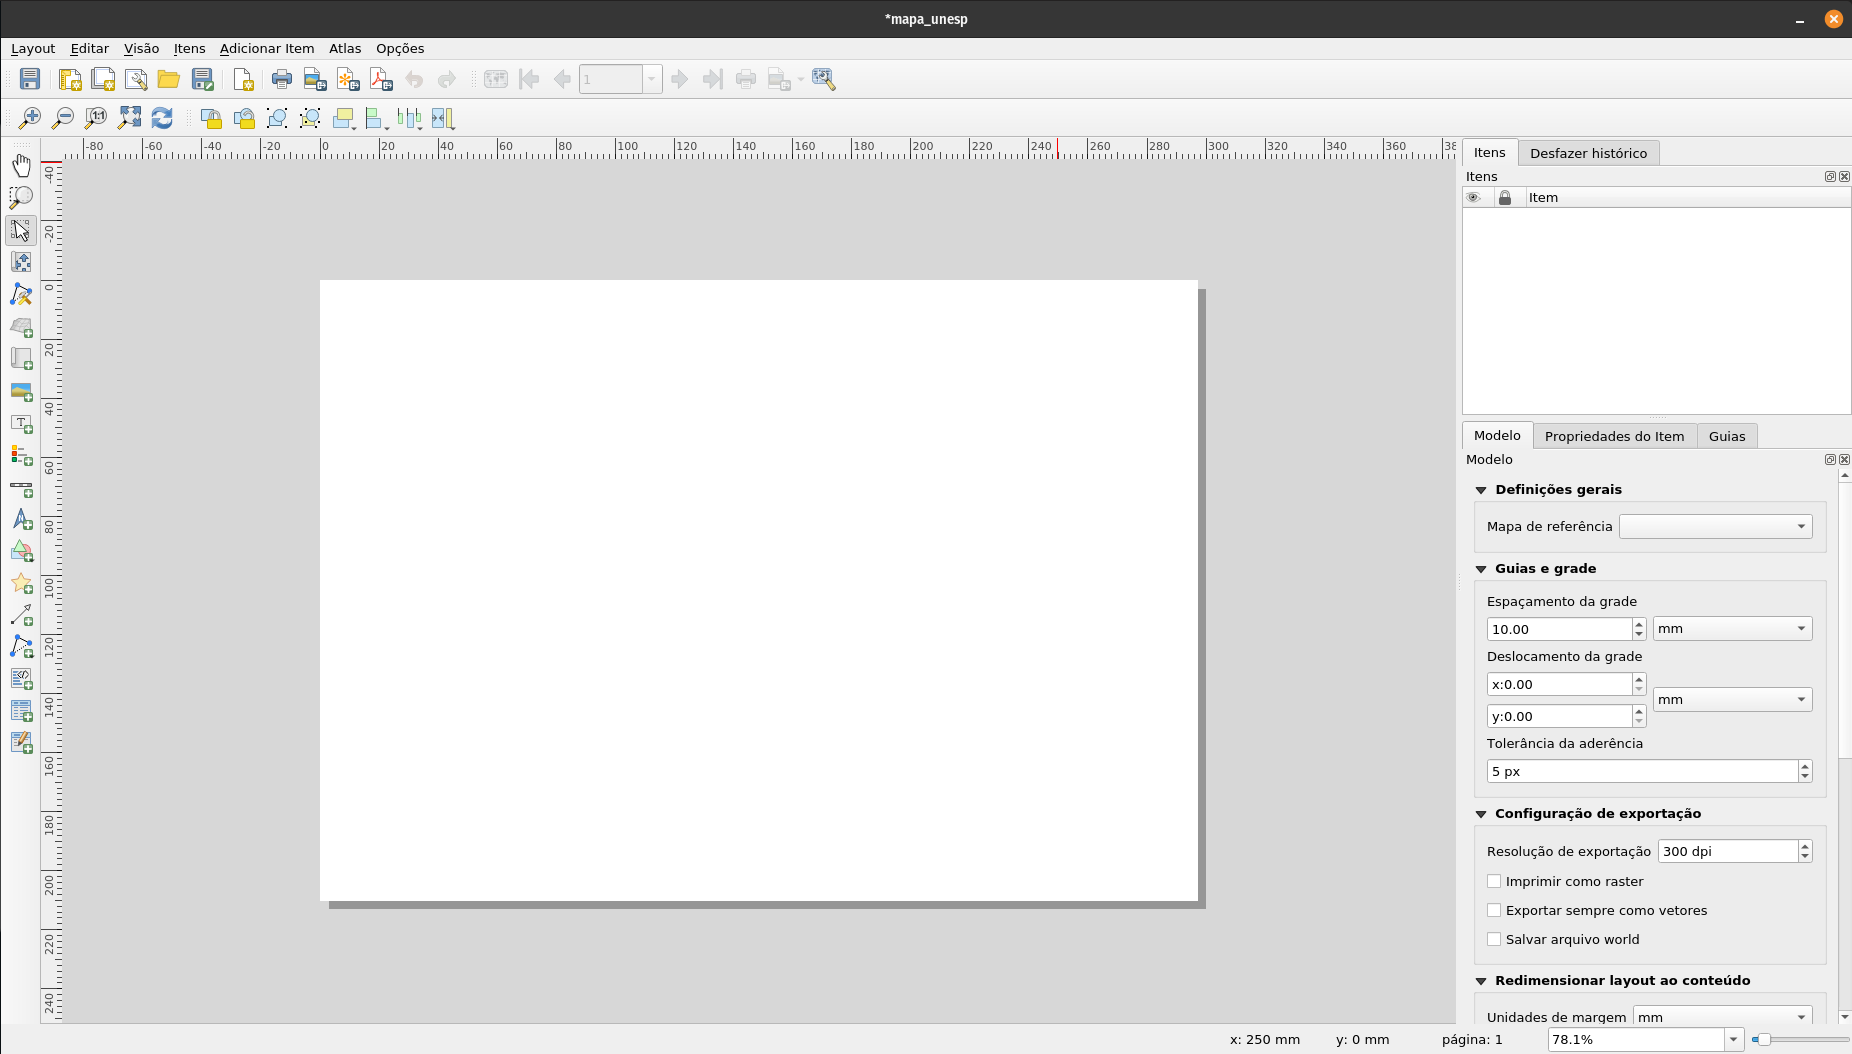 *mapa_unesp
Layout Editar Visão Itens Adicionar Item Atlas Opções
1
1:1
-80 -60 -40 -20 0 20 40 60 80 100 120 140 160 180 200 220 240 260 280 300 320 340 360 38
-40
-20
0
20
40
60
80
100
120
140
160
180
200
220
240
Itens Desfazer histórico
Itens
Item
Modelo Propriedades do Item Guias
Modelo
Definições gerais
Mapa de referência
Guias e grade
Espaçamento da grade
10.00 mm
Deslocamento da grade
x:0.00
mm
y:0.00
Tolerância da aderência
5 px
Configuração de exportação
Resolução de exportação 300 dpi
Imprimir como raster
Exportar sempre como vetores
Salvar arquivo world
Redimensionar layout ao conteúdo
Unidades de margem mm
x: 250 mm y: 0 mm página: 1 78.1%